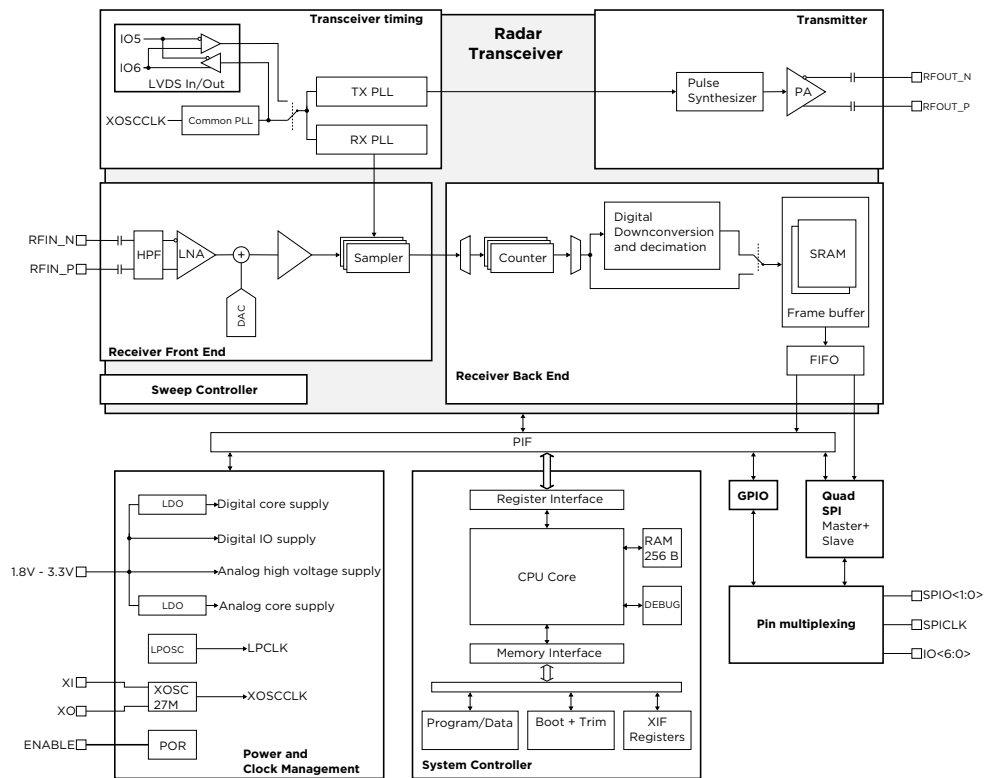 Transceiver timing
Radar
Transceiver
Transmitter
IO5
IO6
LVDS In/Out
XOSCCLK
Common PLL
TX PLL
RX PLL
Pulse
Synthesizer
PA
RFOUT_N
RFOUT_P
RFIN_N
RFIN_P
HPF
LNA
DAC
Sampler
Receiver Front End
Counter
Digital
Downconversion
and decimation
SRAM
Frame buffer
FIFO
Receiver Back End
Sweep Controller
PIF
LDO
Digital core supply
Digital IO supply
1.8V - 3.3V
Analog high voltage supply
LDO
Analog core supply
LPOSC
LPCLK
XI
XO
XOSC
27M
XOSCCLK
ENABLE
POR
Power and
Clock Management
Register Interface
CPU Core
RAM
256 B
DEBUG
Memory Interface
Program/Data
Boot + Trim
XIF
Registers
System Controller
GPIO
Quad
SPI
Master+
Slave
Pin multiplexing
SPIO<1:0>
SPICLK
IO<6:0>